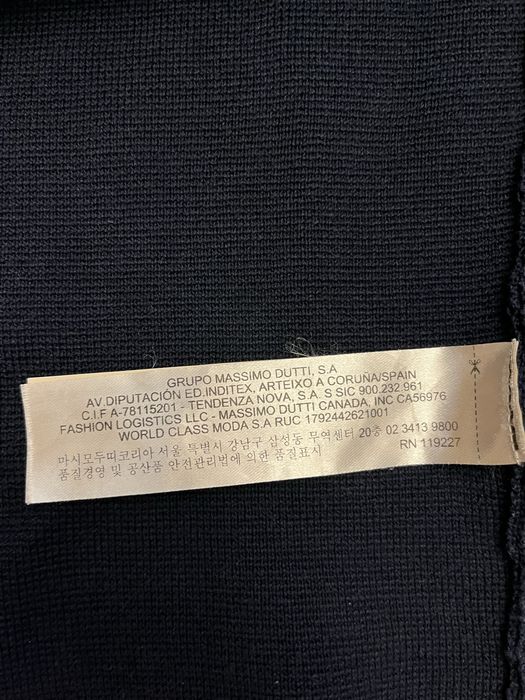 GRUPO MASSIMO DUTTI, S.A
AV.DIPUTACIÓN ED.INDITEX, ARTEIXO A CORUÑA/SPAIN
C.I.F A-78115201 - TENDENZA NOVA, S.A. S SIC 900.232.961
FASHION LOGISTICS LLC - MASSIMO DUTTI CANADA, INC CA56976
WORLD CLASS MODA S.A RUC 1792442621001
마시모두띠코리아 서울 특별시 강남구 삼성동 무역센터 20층 02 3413 9800
품질경영 및 공산품 안전관리법에 의한 품질표시 RN 119227